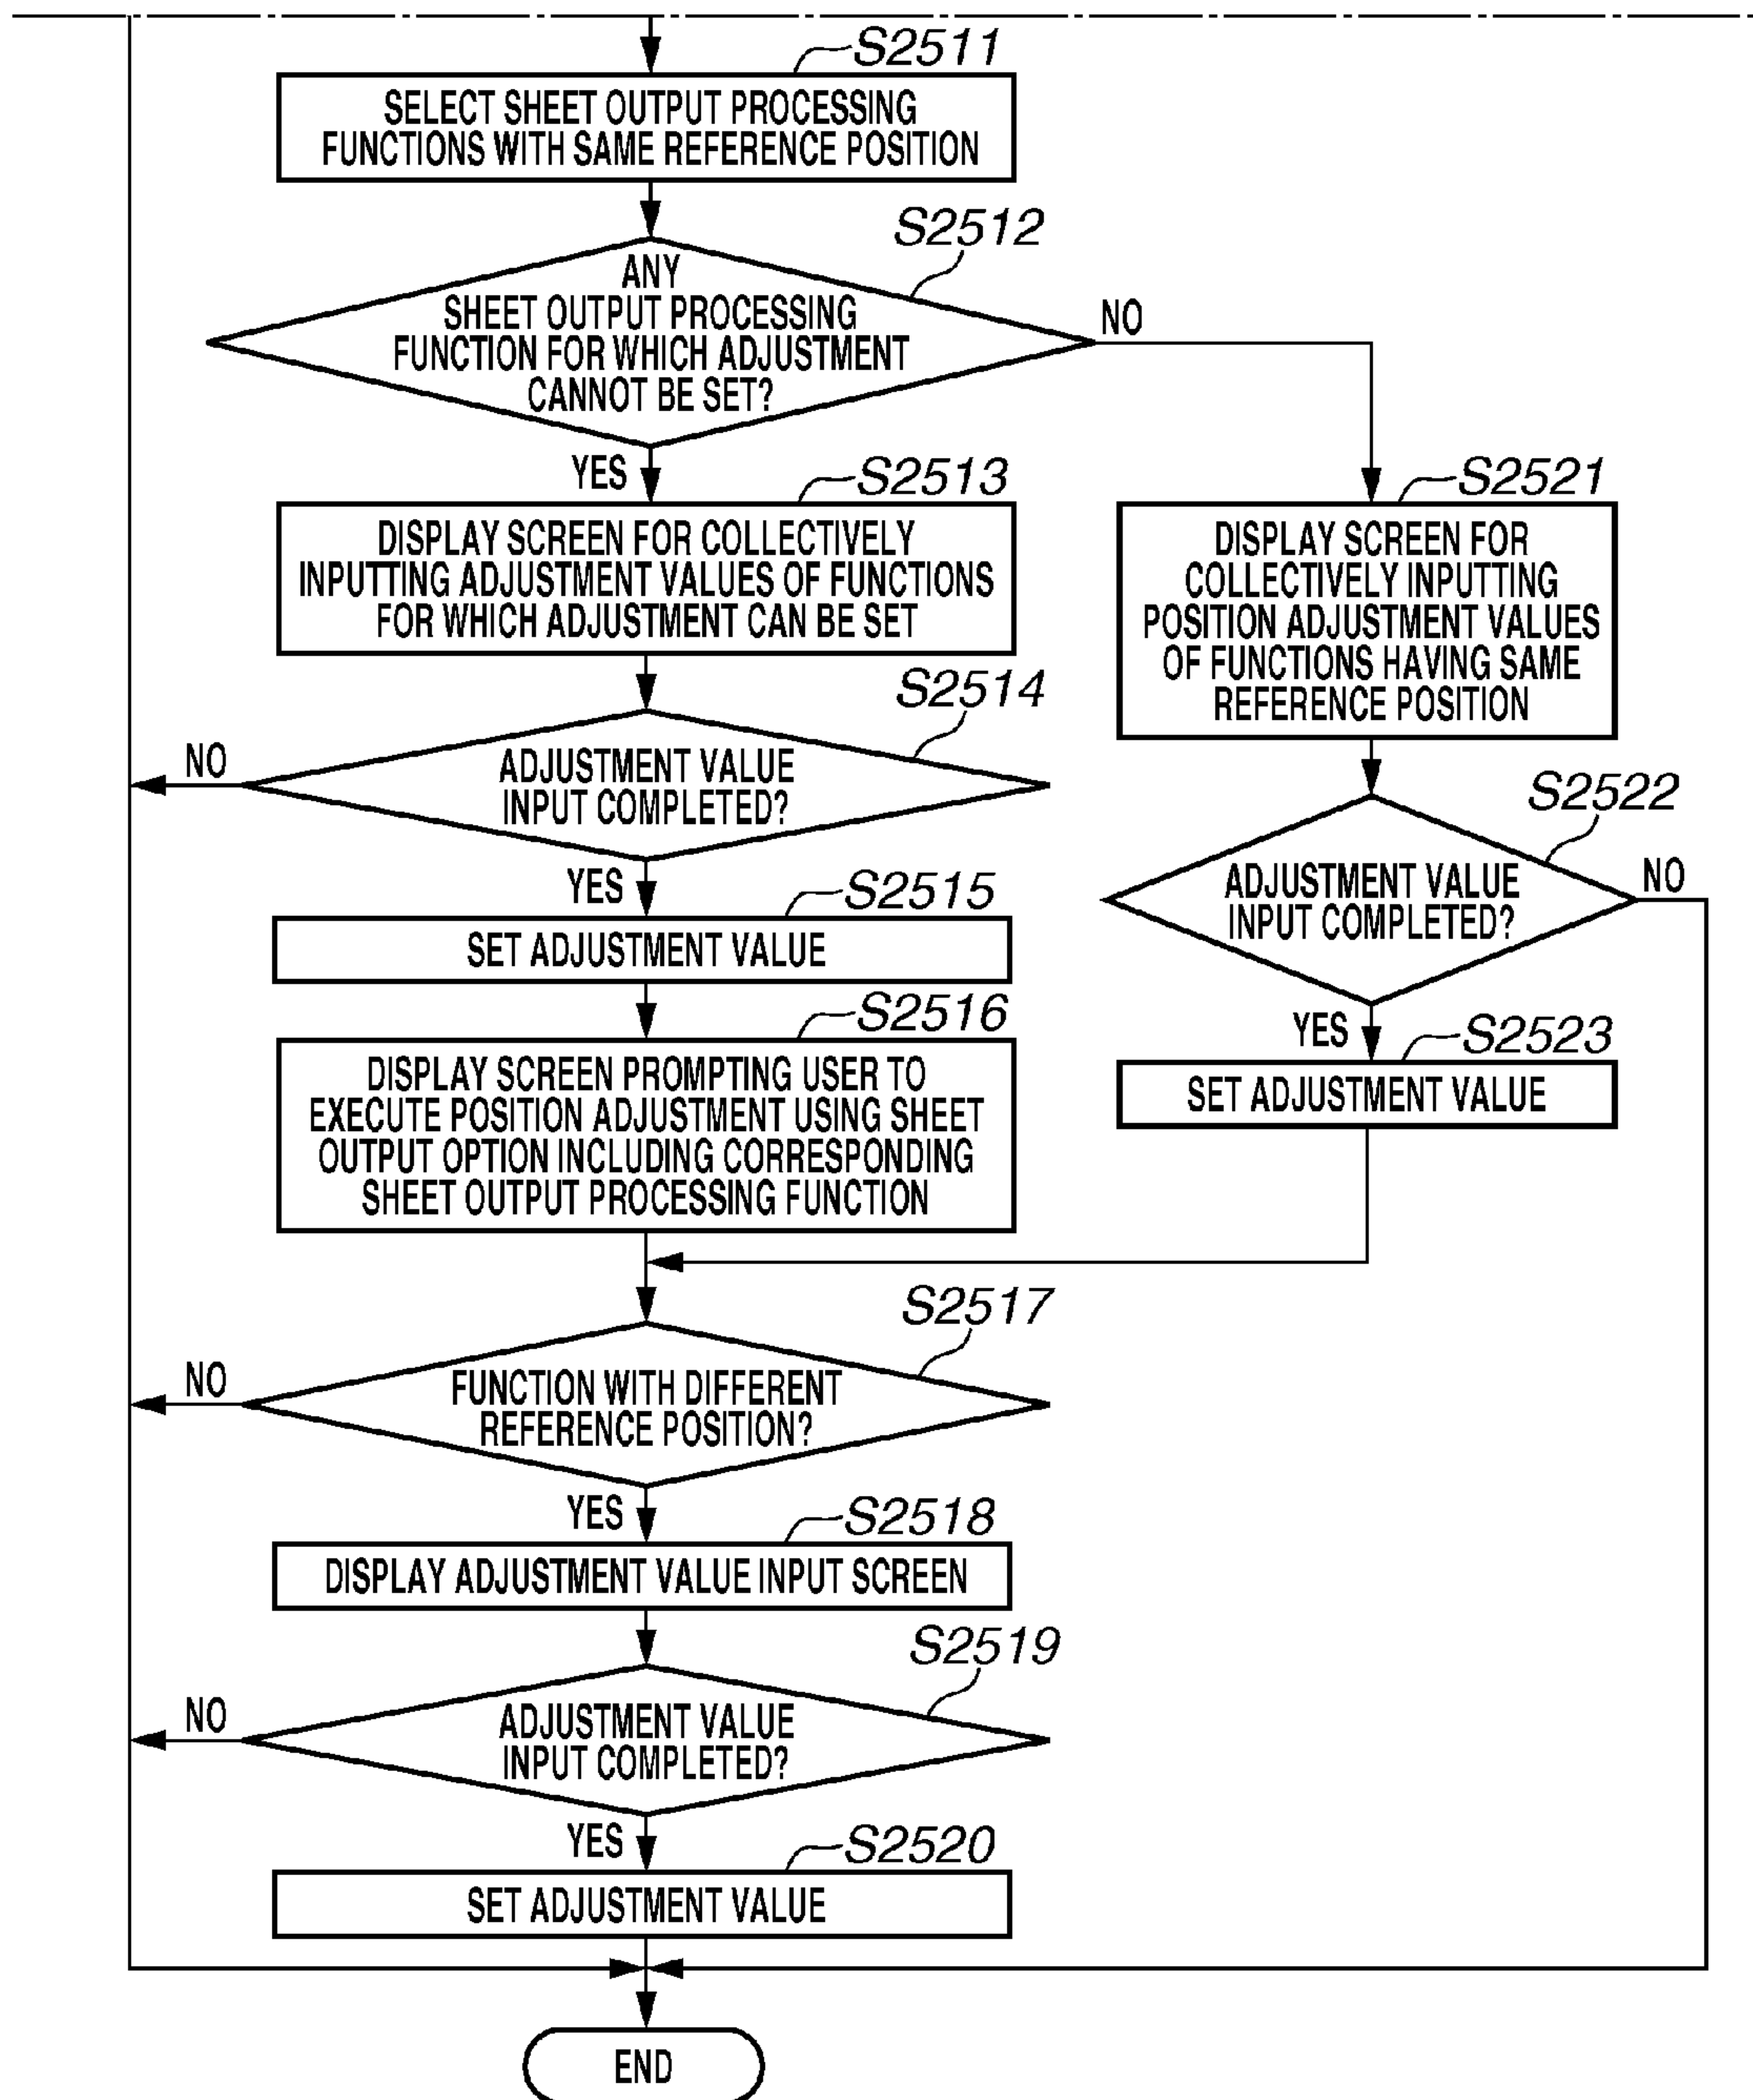 S2511
SELECT SHEET OUTPUT PROCESSING
FUNCTIONS WITH SAME REFERENCE POSITION
S2512
ANY
SHEET OUTPUT PROCESSING
FUNCTION FOR WHICH ADJUSTMENT
CANNOT BE SET?
NO
YES
S2513
DISPLAY SCREEN FOR COLLECTIVELY
INPUTTING ADJUSTMENT VALUES OF FUNCTIONS
FOR WHICH ADJUSTMENT CAN BE SET
S2521
DISPLAY SCREEN FOR
COLLECTIVELY INPUTTING
POSITION ADJUSTMENT VALUES
OF FUNCTIONS HAVING SAME
REFERENCE POSITION
S2514
NO
ADJUSTMENT VALUE
INPUT COMPLETED?
YES
S2522
ADJUSTMENT VALUE
INPUT COMPLETED?
NO
YES
S2515
SET ADJUSTMENT VALUE
S2516
DISPLAY SCREEN PROMPTING USER TO
EXECUTE POSITION ADJUSTMENT USING SHEET
OUTPUT OPTION INCLUDING CORRESPONDING
SHEET OUTPUT PROCESSING FUNCTION
S2523
SET ADJUSTMENT VALUE
S2517
NO
FUNCTION WITH DIFFERENT
REFERENCE POSITION?
YES
S2518
DISPLAY ADJUSTMENT VALUE INPUT SCREEN
S2519
NO
ADJUSTMENT VALUE
INPUT COMPLETED?
YES
S2520
SET ADJUSTMENT VALUE
END